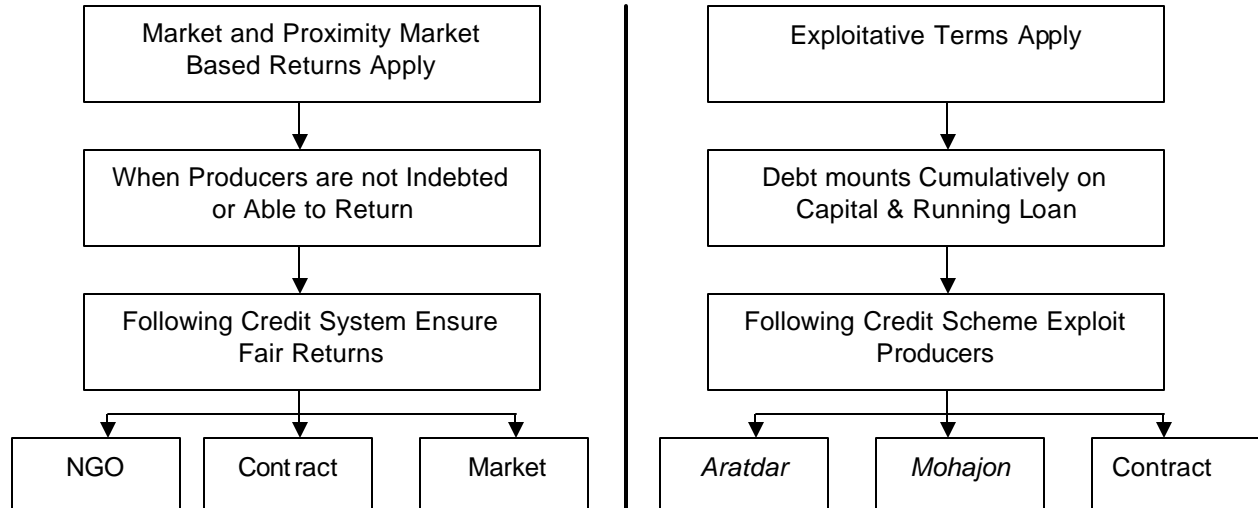 Market and Proximity Market
Based Returns Apply
When Producers are not Indebted
or Able to Return
Following Credit System Ensure
Fair Returns
NGO
Contract
Market
Exploitative Terms Apply
Debt mounts Cumulatively on
Capital & Running Loan
Following Credit Scheme Exploit
Producers
Aratdar
Mohajon
Contract